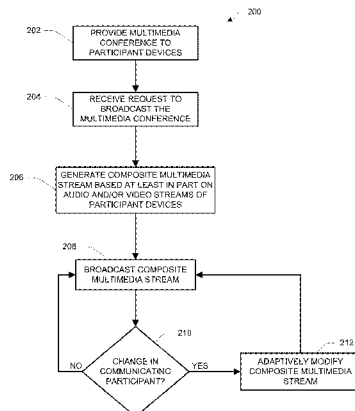 200
202
PROVIDE MULTIMEDIA
CONFERENCE TO
PARTICIPANT DEVICES
204
RECEIVE REQUEST TO
BROADCAST THE
MULTIMEDIA CONFERENCE
206
GENERATE COMPOSITE MULTIMEDIA
STREAM BASED AT LEAST IN PART ON
AUDIO AND/OR VIDEO STREAMS OF
PARTICIPANT DEVICES
208
BROADCAST COMPOSITE
MULTIMEDIA STREAM
210
CHANGE IN
COMMUNICATING
PARTICIPANT?
NO
YES
212
ADAPTIVELY MODIFY
COMPOSITE MULTIMEDIA
STREAM